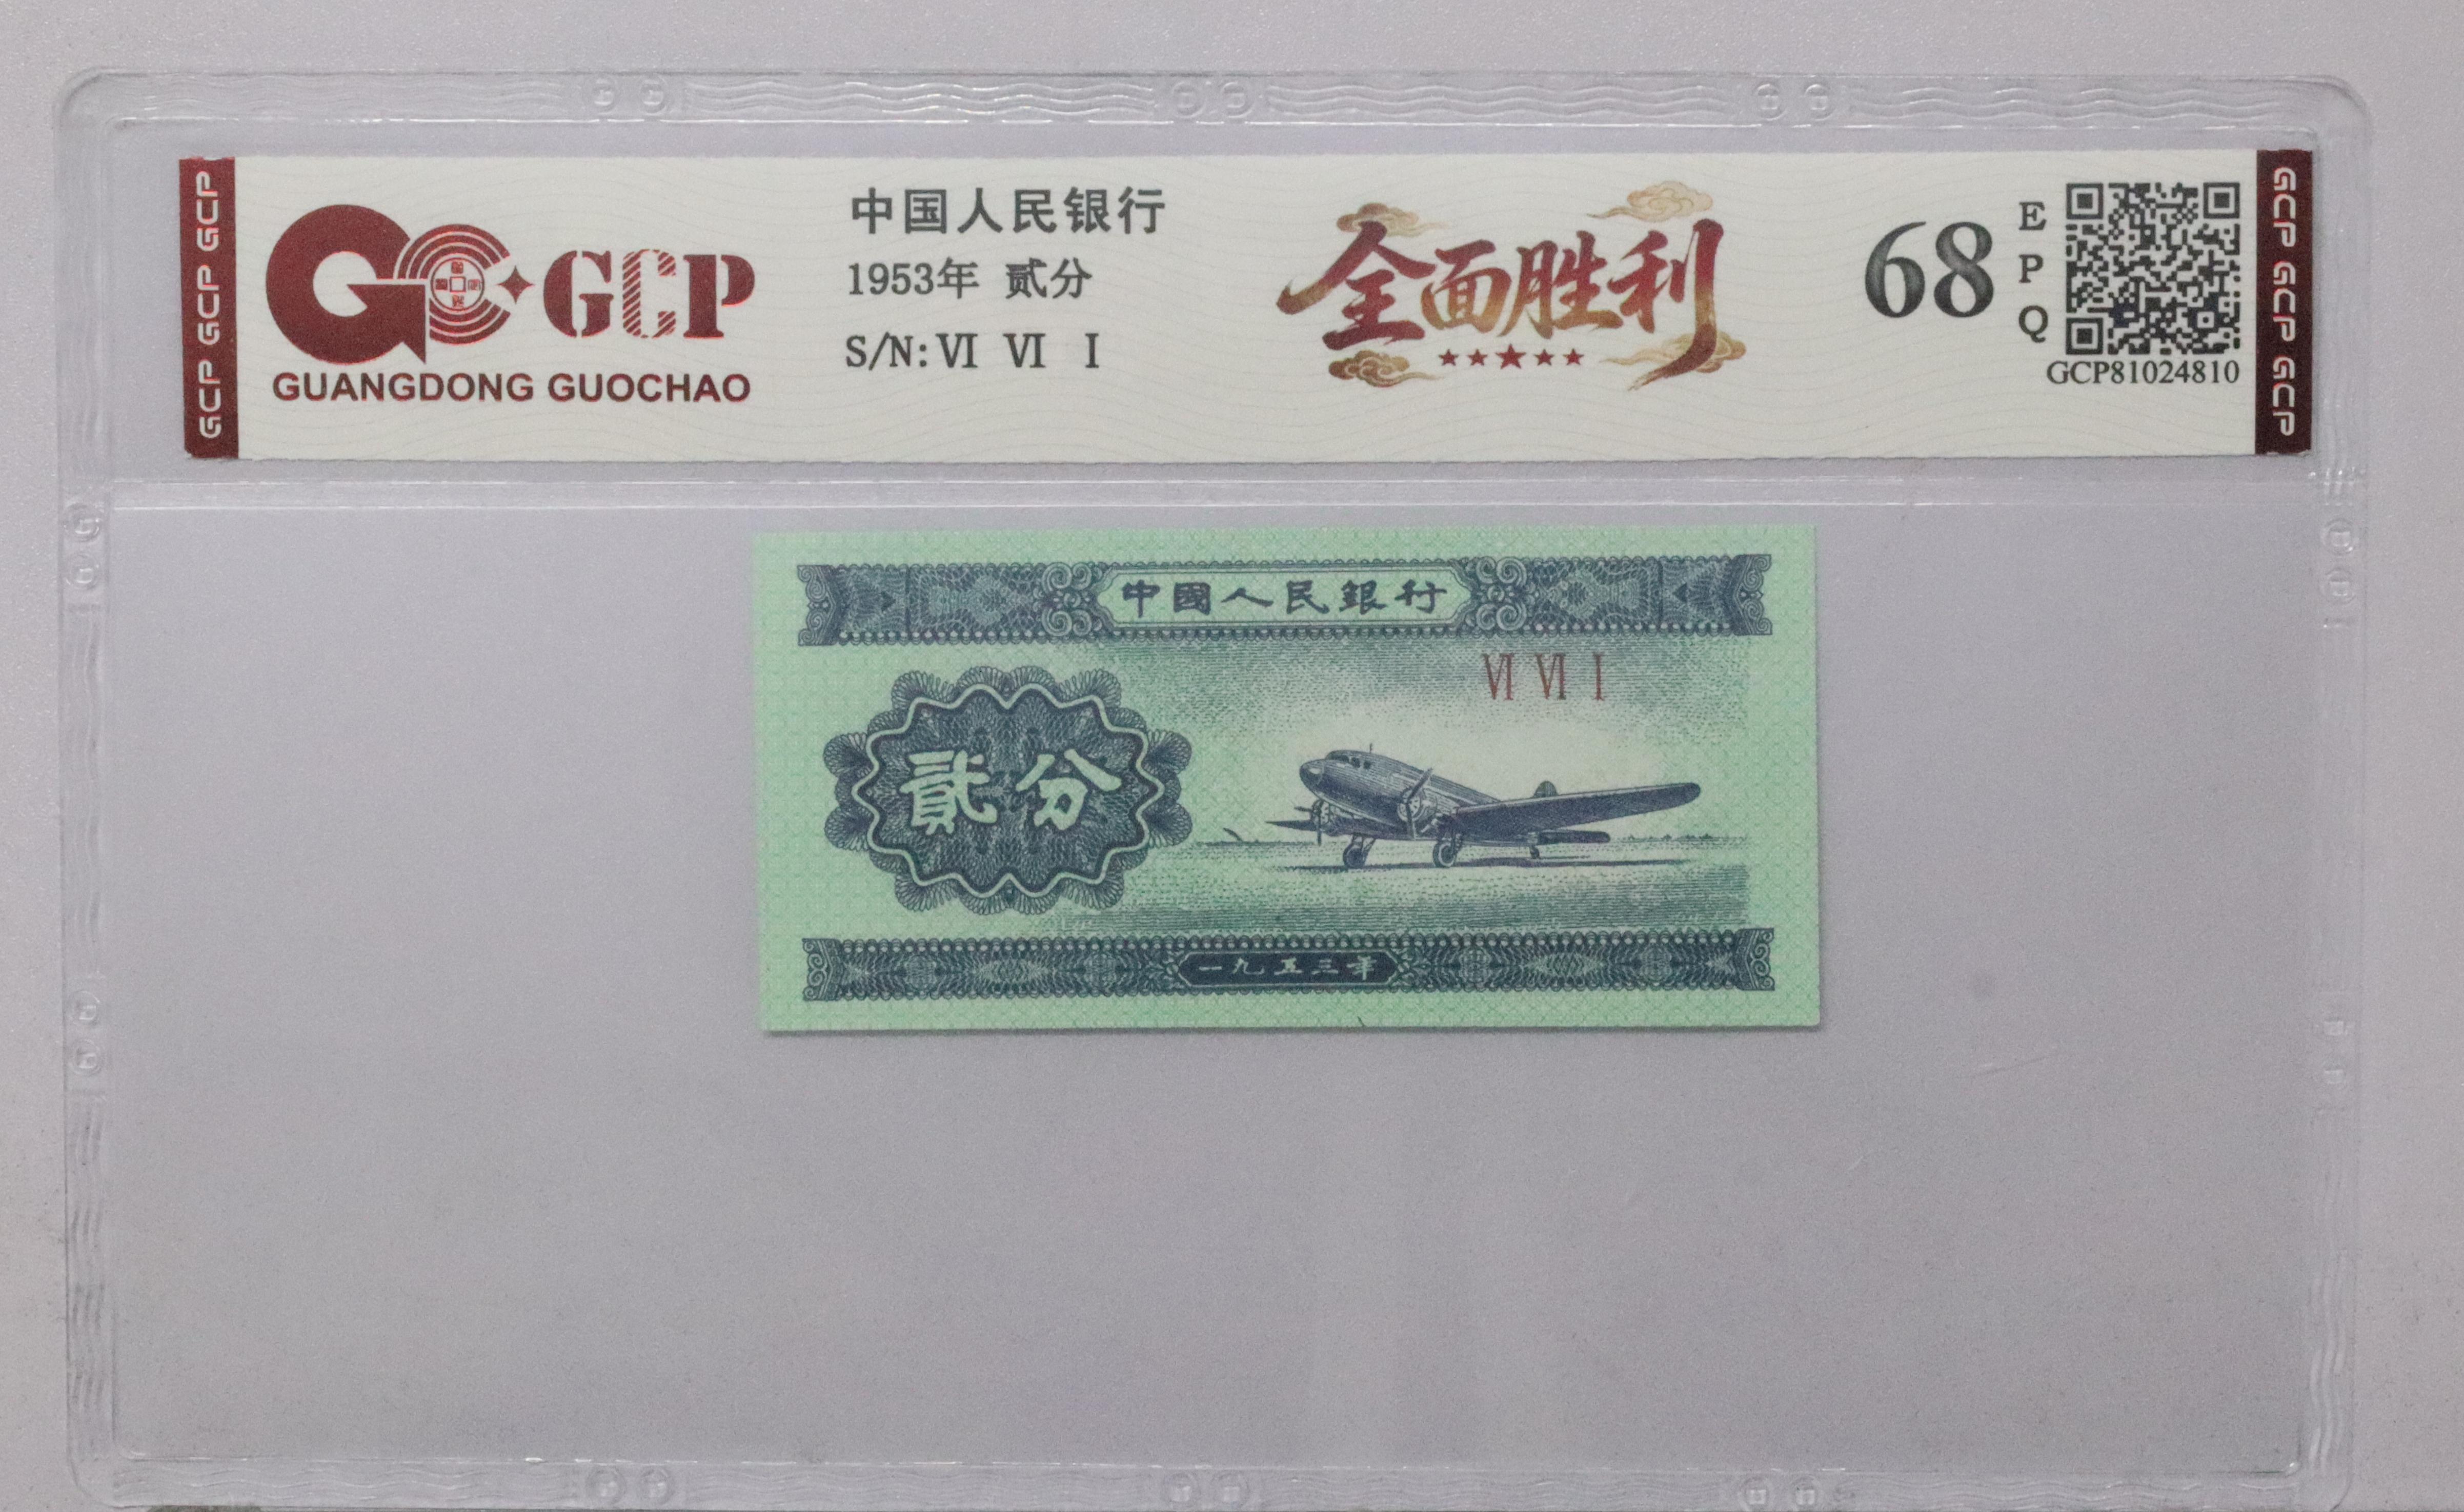 GCP GCP GCP
GCP
GUANGDONG GUOCHAO
中国人民银行
1953年 贰分
S/N: VI VI I
全面胜利
68
E
P
Q
GCP81024810
GCP GCP GCP
中國人民銀行
VI VI I
貳分
一九五三年